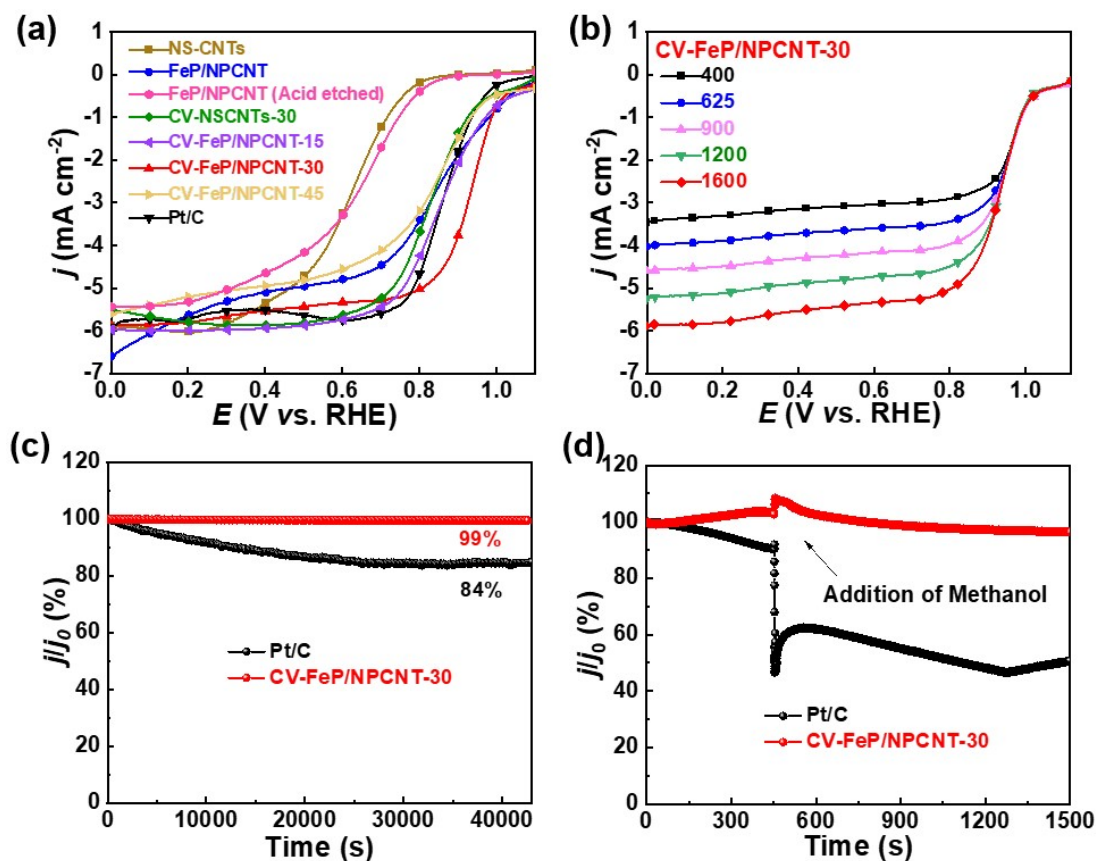 (a)
NS-CNTs
FeP/NPCNT
FeP/NPCNT (Acid etched)
CV-NSCNTs-30
CV-FeP/NPCNT-15
CV-FeP/NPCNT-30
CV-FeP/NPCNT-45
Pt/C
1
0
-1
-2
-3
-4
-5
-6
-7
j (mA cm-2)
0.0 0.2 0.4 0.6 0.8 1.0
E (V vs. RHE)
(b)
CV-FeP/NPCNT-30
400
625
900
1200
1600
1
0
-1
-2
-3
-4
-5
-6
-7
j (mA cm-2)
0.0 0.2 0.4 0.6 0.8 1.0
E (V vs. RHE)
(c)
120
100
80
60
40
20
0
j/j0 (%)
99%
84%
Pt/C
CV-FeP/NPCNT-30
0 10000 20000 30000 40000
Time (s)
(d)
120
100
80
60
40
20
0
j/j0 (%)
Addition of Methanol
Pt/C
CV-FeP/NPCNT-30
0 300 600 900 1200 1500
Time (s)